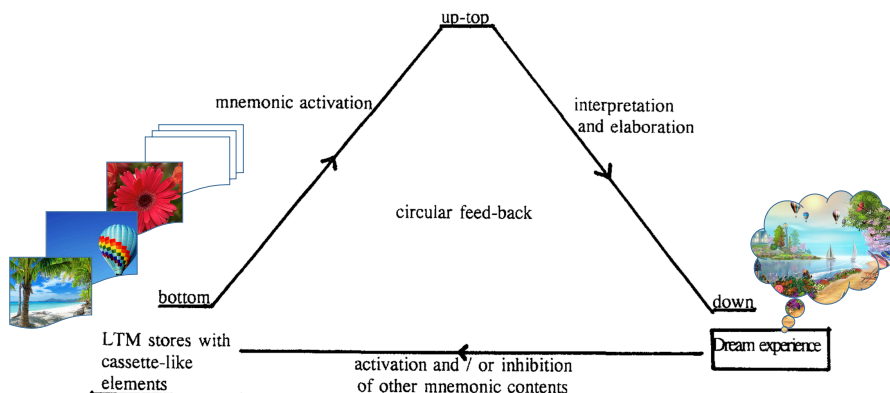 up-top
mnemonic activation
interpretation
and elaboration
circular feed-back
bottom
down
LTM stores with
cassette-like
elements
activation and / or inhibition
of other mnemonic contents
Dream experience